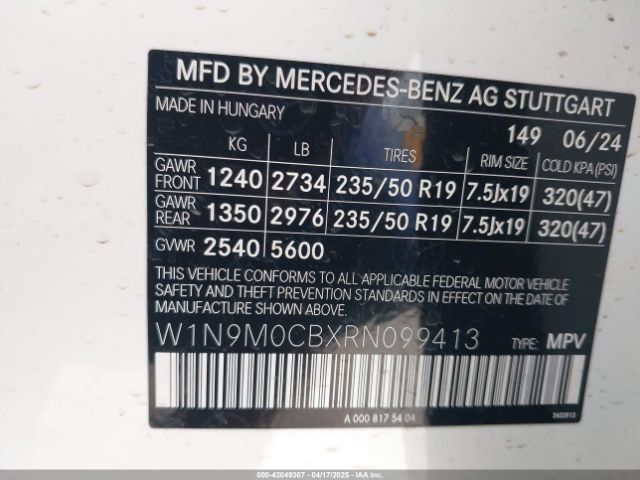 MFD BY MERCEDES-BENZ AG STUTTGART
MADE IN HUNGARY 149 06/24
KG LB TIRES RIM SIZE COLD KPA (PSI)
GAWR FRONT 1240 2734 235/50 R19 7.5Jx19 320(47)
GAWR REAR 1350 2976 235/50 R19 7.5Jx19 320(47)
GVWR 2540 5600
THIS VEHICLE CONFORMS TO ALL APPLICABLE FEDERAL MOTOR VEHICLE
SAFETY AND THEFT PREVENTION STANDARDS IN EFFECT ON THE DATE OF
MANUFACTURE SHOWN ABOVE.
W1N9M0CBXRN099413 TYPE: MPV
A 000 817 54 04 5453913
000-42049307 - 04/17/2025 - IAAHQCA01